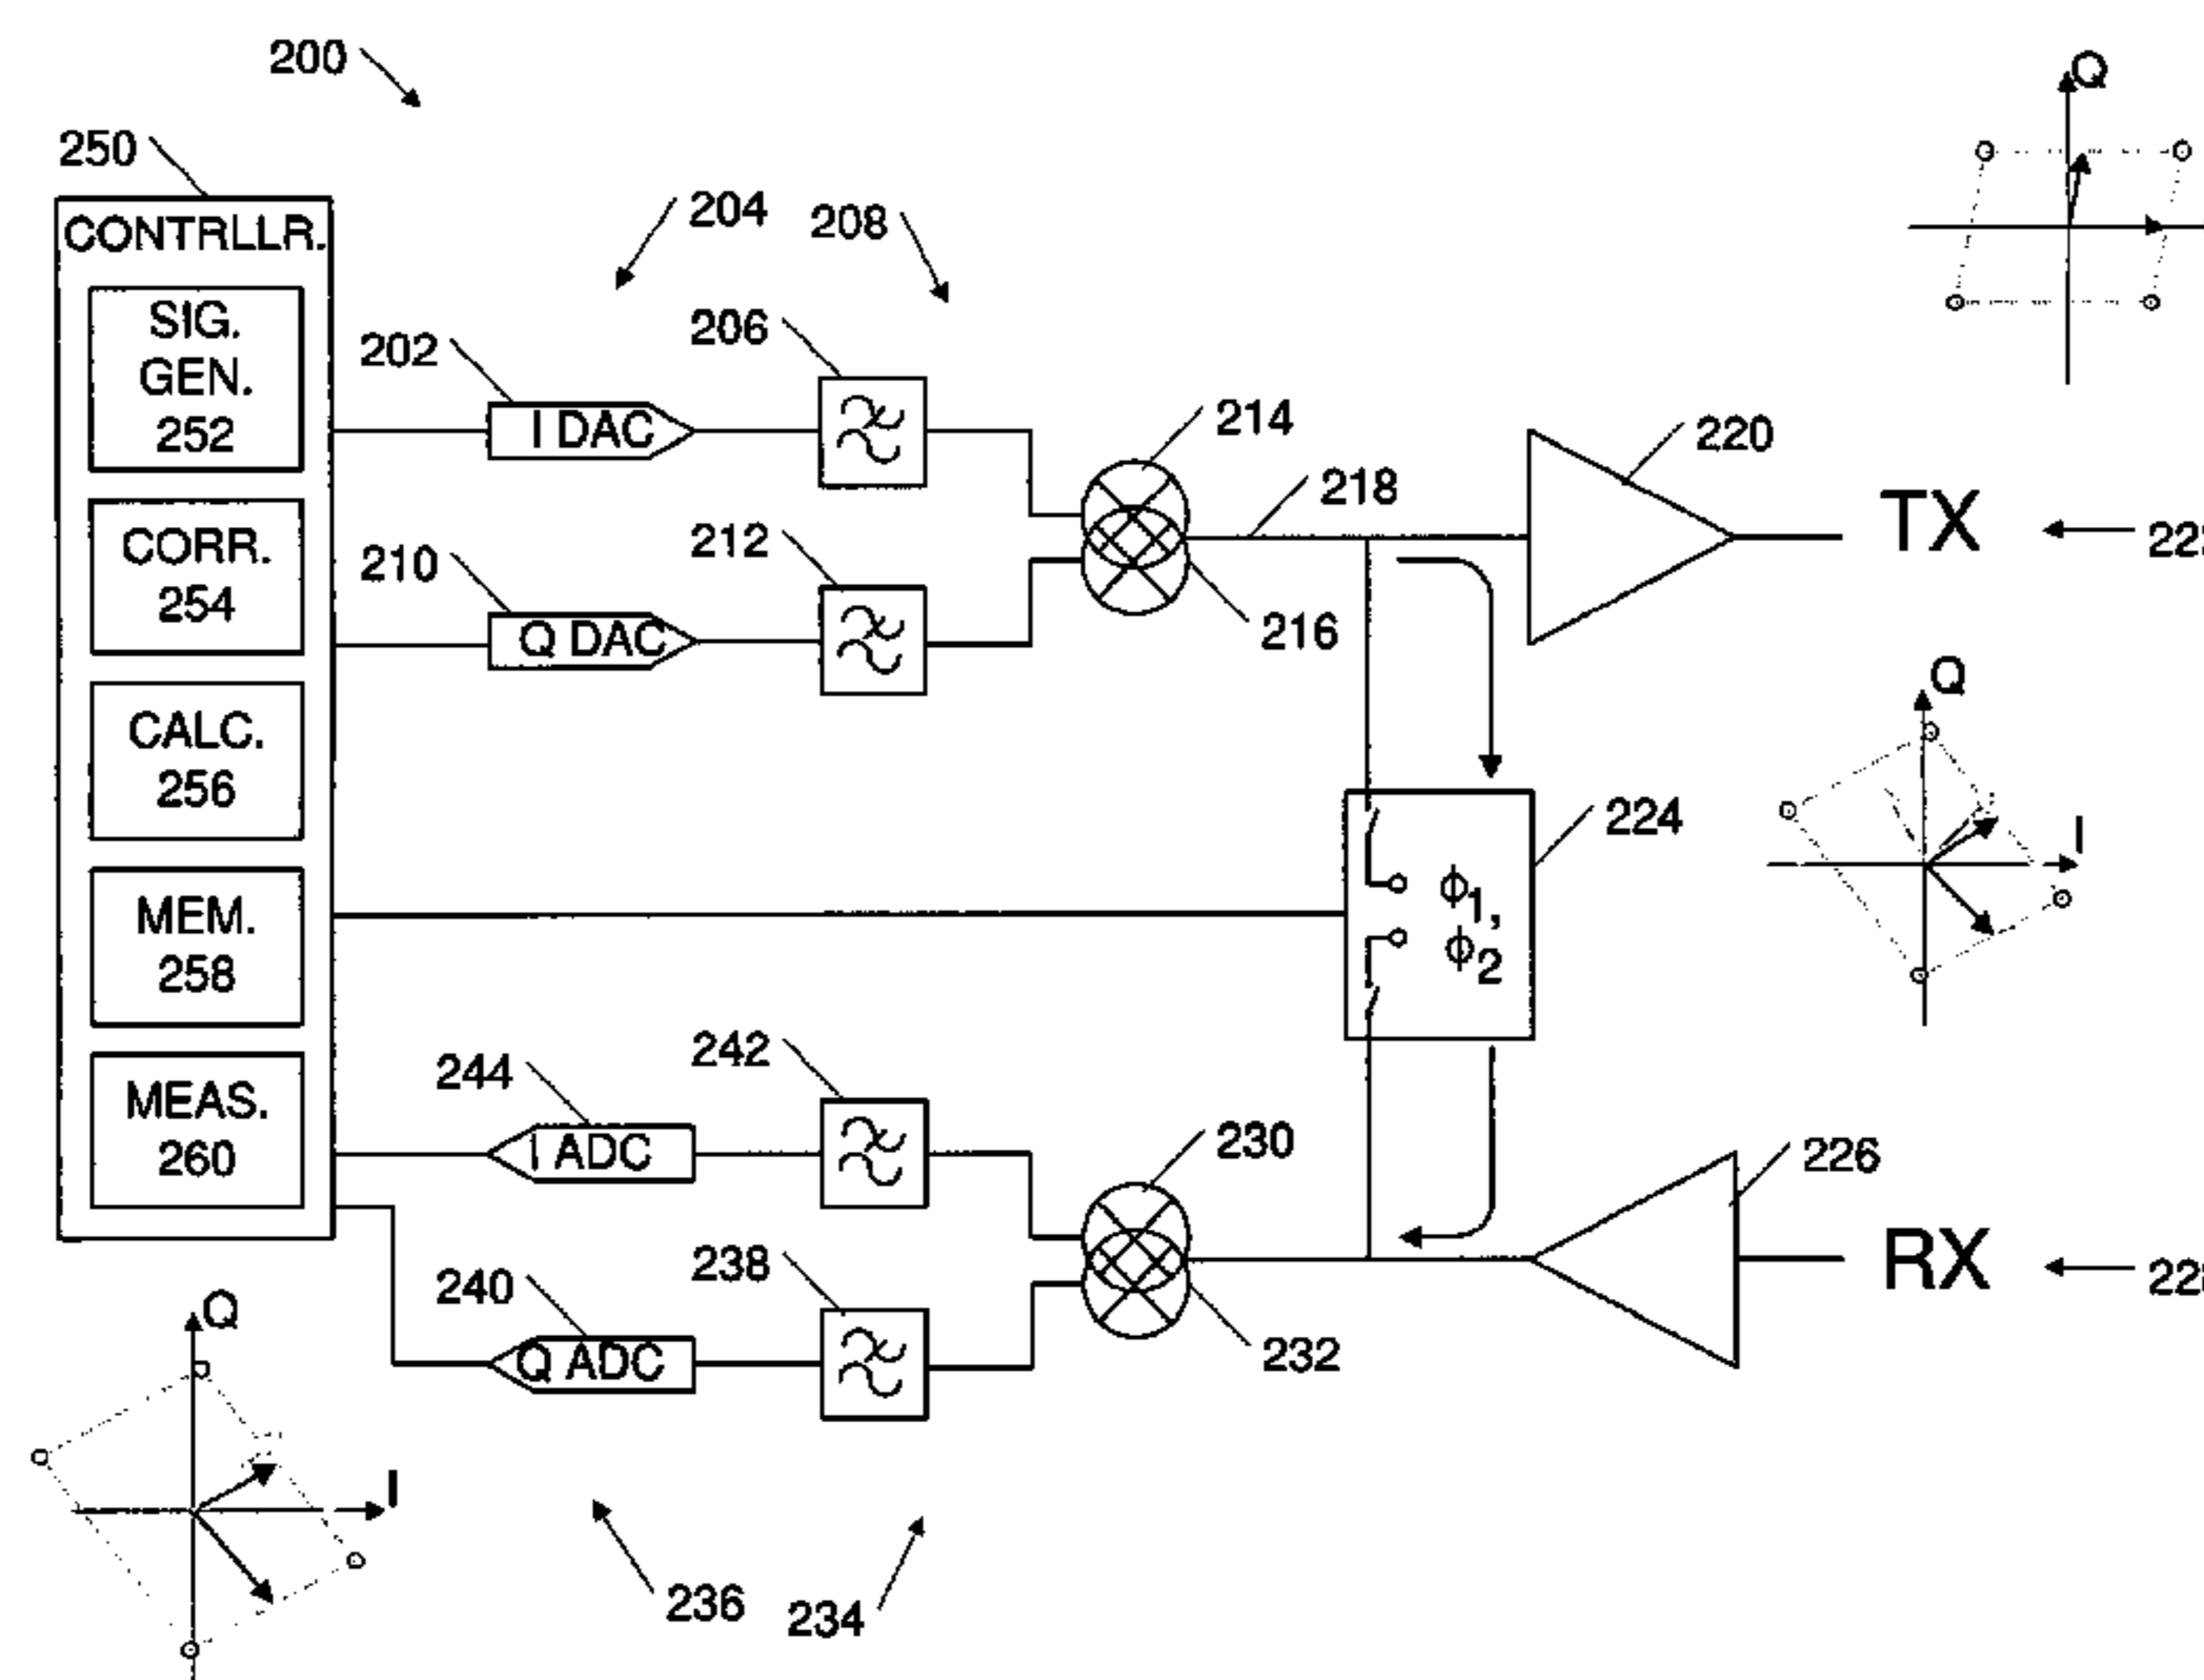 200
250
CONTRLLR.
SIG.
GEN.
252
CORR.
254
CALC.
256
MEM.
258
MEAS.
260
204
208
202
I DAC
206
210
Q DAC
212
214
216
218
220
TX
Q
224
ϕ1,
ϕ2
Q
I
244
I ADC
242
240
Q ADC
238
230
232
226
RX
Q
I
236
234